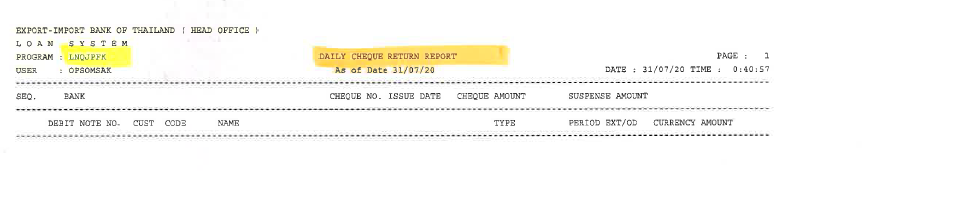 EXPORT-IMPORT BANK OF THAILAND ( HEAD OFFICE )
L O A N   S Y S T E M
PROGRAM : LNQJPFK   DAILY CHEQUE RETURN REPORT   PAGE :   1
USER   : OPSOMSAK   As of Date 31/07/20   DATE : 31/07/20 TIME :  0:40:57
SEQ.   BANK   CHEQUE NO. ISSUE DATE   CHEQUE AMOUNT   SUSPENSE AMOUNT
DEBIT NOTE NO.  CUST  CODE   NAME   TYPE   PERIOD EXT/OD   CURRENCY AMOUNT